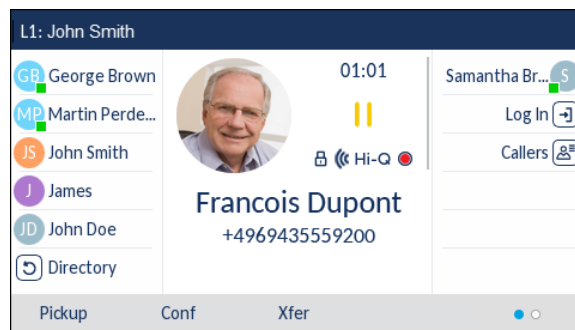 L1: John Smith
GB George Brown
MP Martin Perde...
JS John Smith
J James
JD John Doe
Directory
01:01
Hi-Q
Francois Dupont
+4969435559200
Samantha Br... S
Log In
Callers
Pickup Conf Xfer